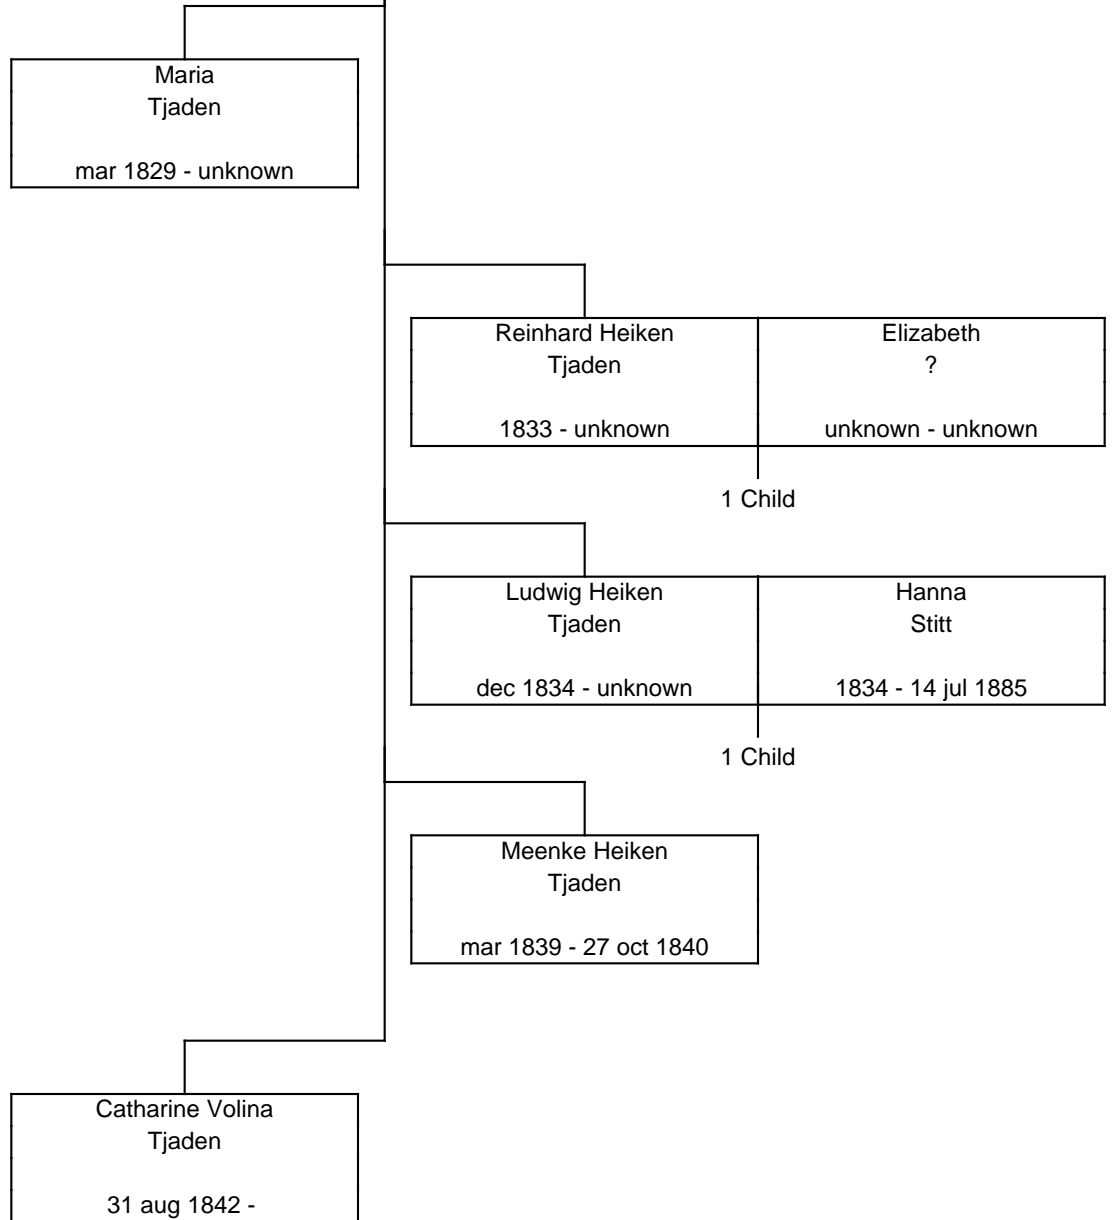 Maria
Tjaden
mar 1829 - unknown
Reinhard Heiken
Tjaden
1833 - unknown
Elizabeth
?
unknown - unknown
1 Child
Ludwig Heiken
Tjaden
dec 1834 - unknown
Hanna
Stitt
1834 - 14 jul 1885
1 Child
Meenke Heiken
Tjaden
mar 1839 - 27 oct 1840
Catharine Volina
Tjaden
31 aug 1842 -